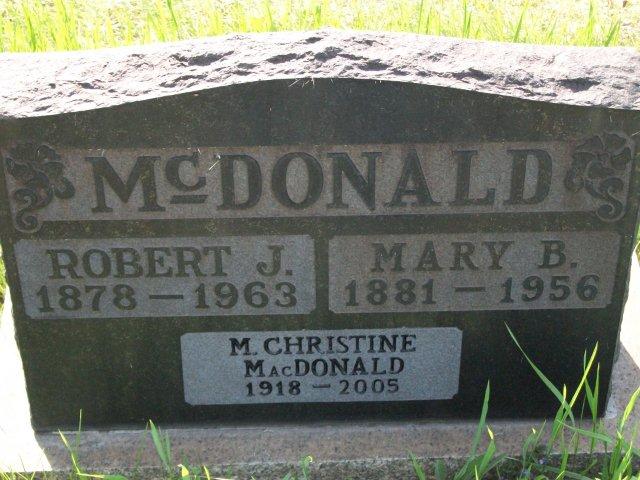 McDONALD
ROBERT J. MARY B.
1878 — 1963 1881 — 1956
M. CHRISTINE
MacDONALD
1918 – 2005